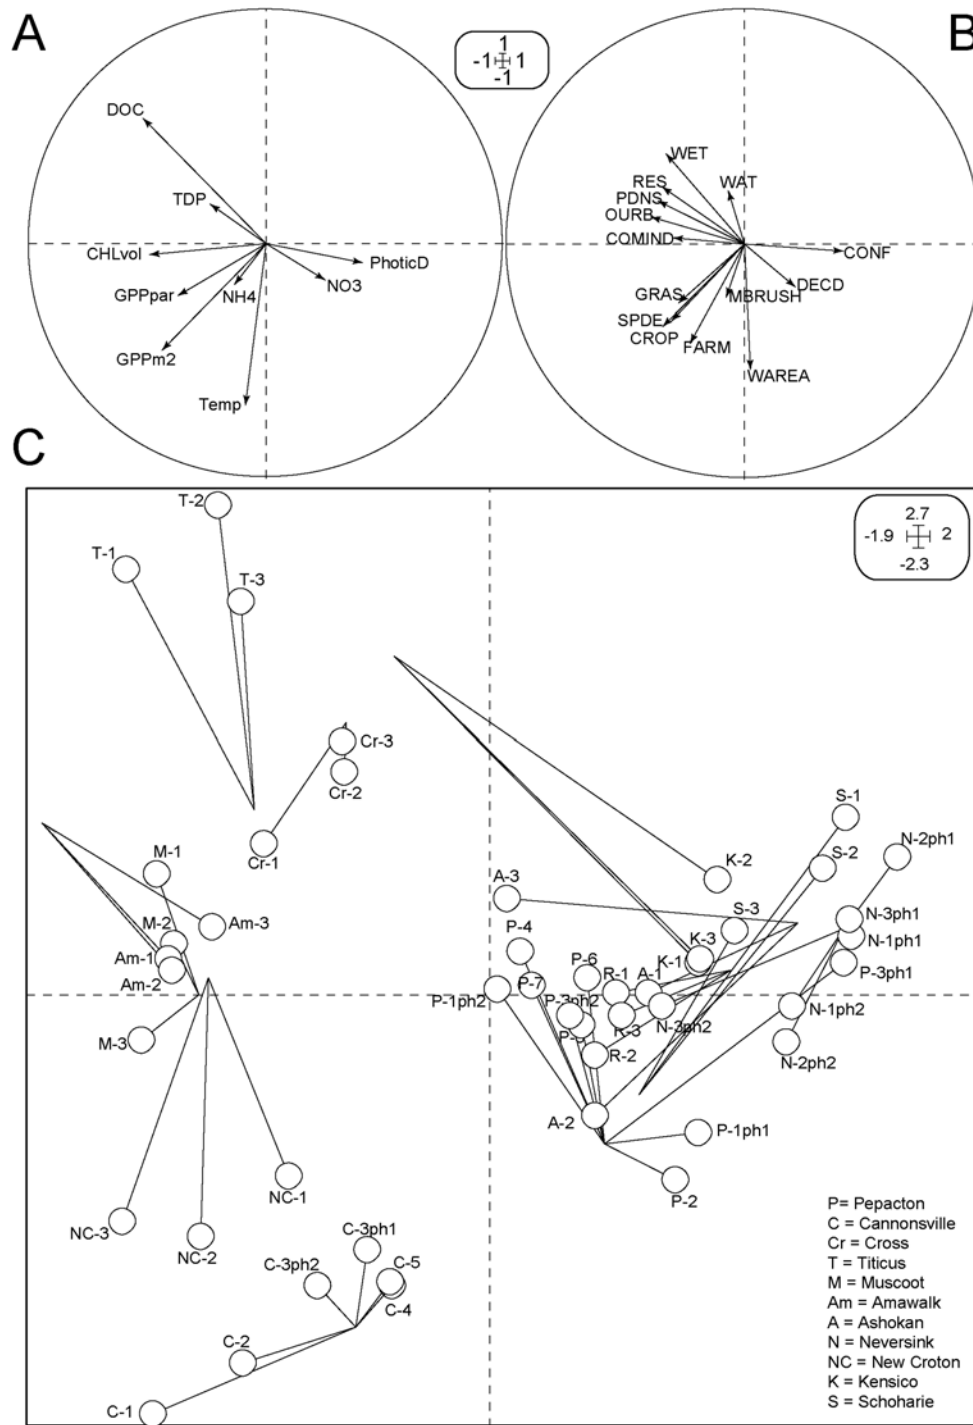 A
B
1
-1 1
-1
DOC
TDP
CHLvol
GPPpar
NH4
GPPm2
Temp
PhoticD
NO3
WET
WAT
RES
PDNS
OURB
COMIND
CONF
DECD
GRAS
MBRUSH
SPDE
CROP
FARM
WAREA
C
2.7
-1.9 2
-2.3
T-2
T-1
T-3
Cr-3
Cr-2
Cr-1
S-1
M-1
K-2
S-2
N-2ph1
A-3
Am-3
M-2
S-3
N-3ph1
P-4
K-3
N-1ph1
Am-1
P-6
K-1
P-3ph1
Am-2
P-7
R-1
A-1
P-1ph2
P-3ph2
N-3ph2
N-1ph2
M-3
R-3
R-2
N-2ph2
A-2
P-1ph1
NC-1
P-2
NC-3
NC-2
C-3ph1
C-3ph2
C-5
C-4
C-2
C-1
P= Pepacton
C = Cannonsville
Cr = Cross
T = Titicus
M = Muscoot
Am = Amawalk
A = Ashokan
N = Neversink
NC = New Croton
K = Kensico
S = Schoharie